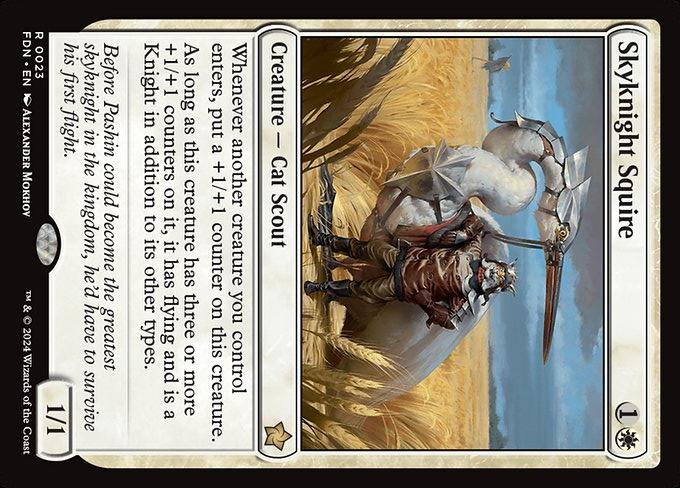 Skyknight Squire
1
Creature — Cat Scout
Whenever another creature you control
enters, put a +1/+1 counter on this creature.
As long as this creature has three or more
+1/+1 counters on it, it has flying and is a
Knight in addition to its other types.
Before Pashin could become the greatest
skyknight in the kingdom, he'd have to survive
his first flight.
1/1
R 0023
FDN • EN Alexander Mokhov
™ & © 2024 Wizards of the Coast